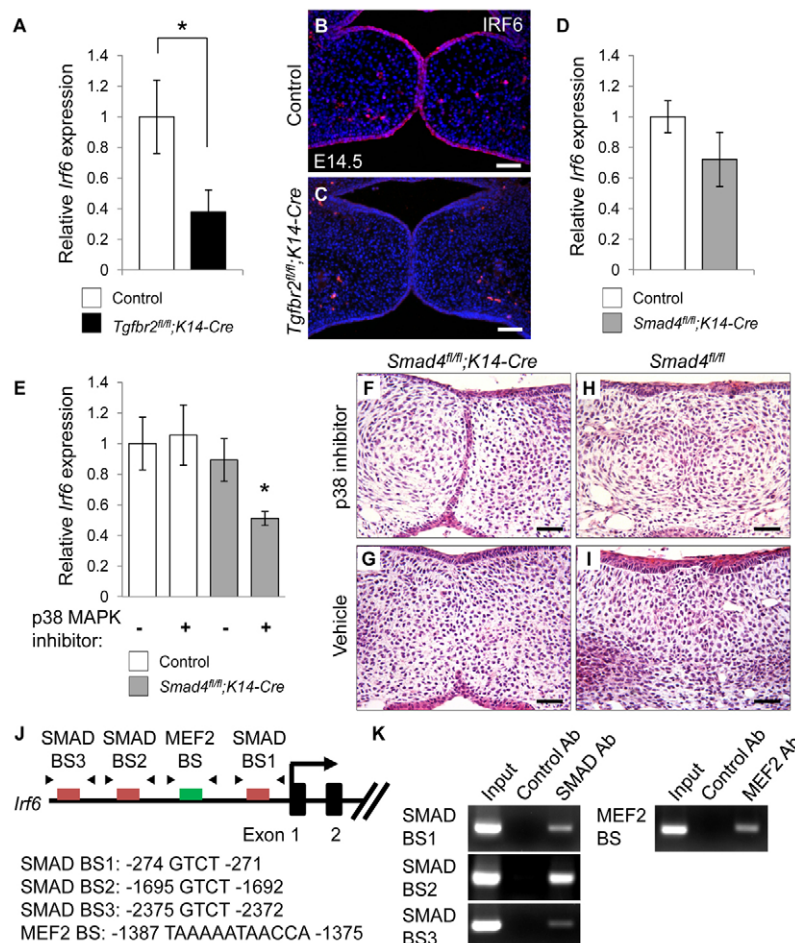 A
*
Relative Irf6 expression
1.4
1.2
1
0.8
0.6
0.4
0.2
0
Control
Tgfbr2fl/fl;K14-Cre
Control
B
IRF6
E14.5
Tgfbr2fl/fl;K14-Cre
C
D
Relative Irf6 expression
1.4
1.2
1
0.8
0.6
0.4
0.2
0
Control
Smad4fl/fl;K14-Cre
E
Relative Irf6 expression
1.4
1.2
1
0.8
0.6
0.4
0.2
0
*
p38 MAPK
inhibitor:
- + - +
Control
Smad4fl/fl;K14-Cre
Smad4fl/fl;K14-Cre
Smad4fl/fl
p38 inhibitor
F
H
Vehicle
G
I
J
SMAD BS3
SMAD BS2
MEF2 BS
SMAD BS1
Irf6
Exon 1 2
SMAD BS1: -274 GTCT -271
SMAD BS2: -1695 GTCT -1692
SMAD BS3: -2375 GTCT -2372
MEF2 BS: -1387 TAAAAATAACCA -1375
K
Input
Control Ab
SMAD Ab
SMAD BS1
SMAD BS2
SMAD BS3
Input
Control Ab
MEF2 Ab
MEF2 BS